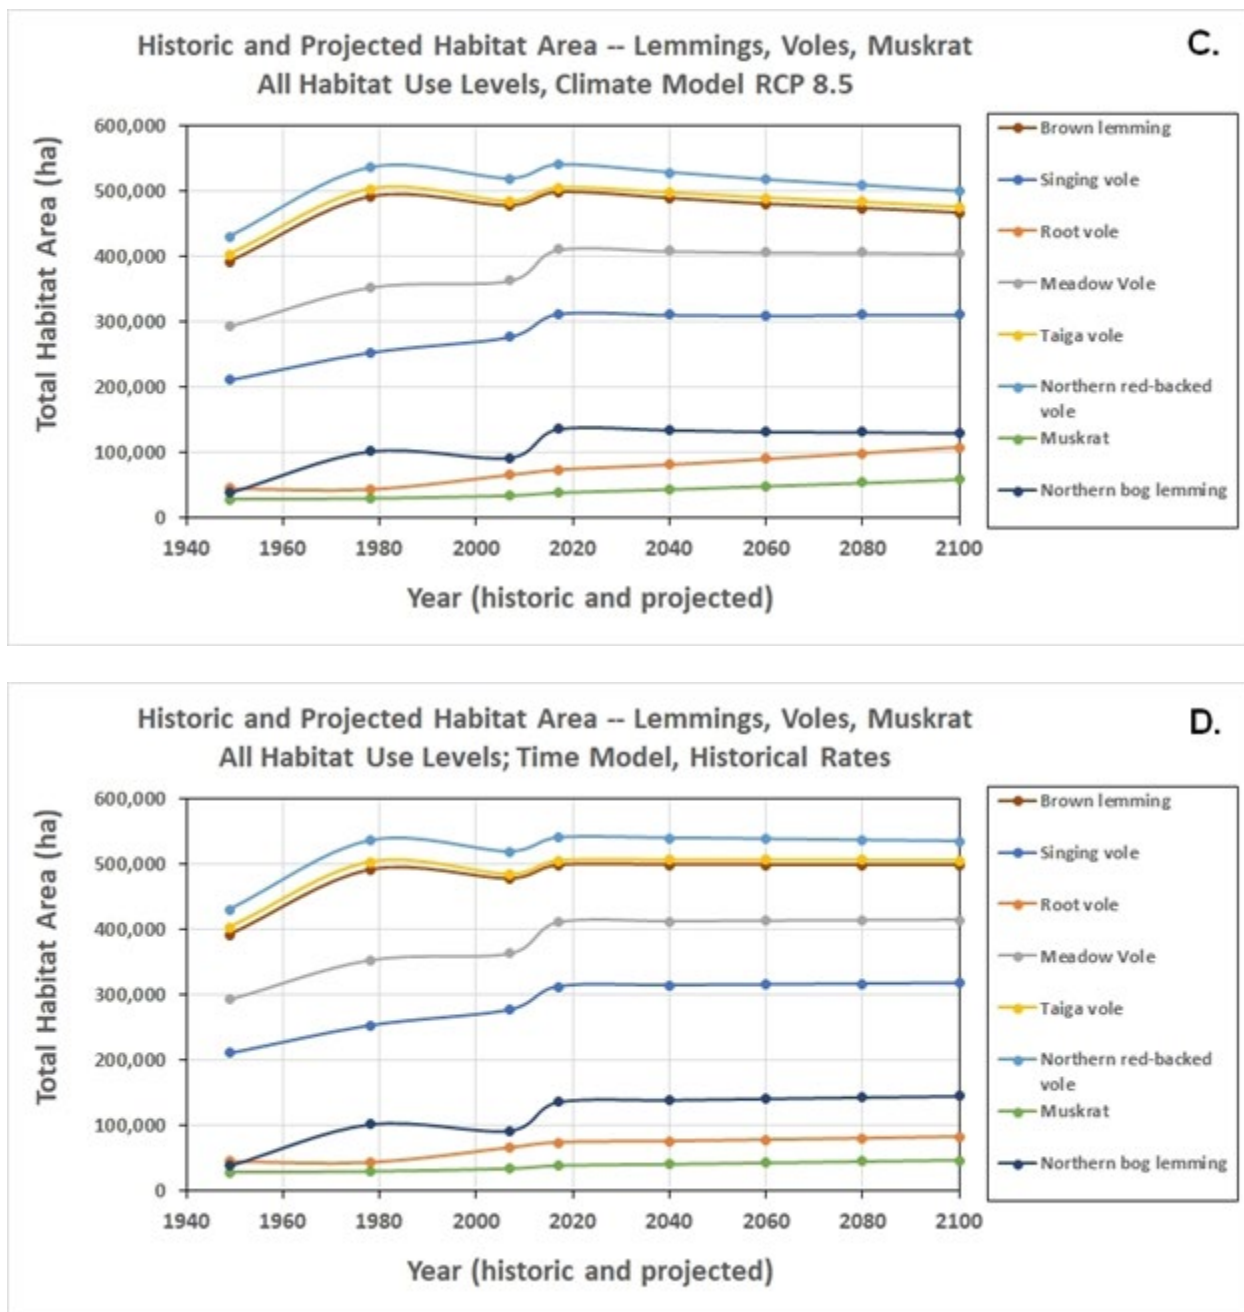 Historic and Projected Habitat Area -- Lemmings, Voles, Muskrat
All Habitat Use Levels, Climate Model RCP 8.5
C.
Total Habitat Area (ha)
600,000
500,000
400,000
300,000
200,000
100,000
0
1940 1960 1980 2000 2020 2040 2060 2080 2100
Year (historic and projected)
Brown lemming
Singing vole
Root vole
Meadow Vole
Taiga vole
Northern red-backed
vole
Muskrat
Northern bog lemming
Historic and Projected Habitat Area -- Lemmings, Voles, Muskrat
All Habitat Use Levels; Time Model, Historical Rates
D.
Total Habitat Area (ha)
600,000
500,000
400,000
300,000
200,000
100,000
0
1940 1960 1980 2000 2020 2040 2060 2080 2100
Year (historic and projected)
Brown lemming
Singing vole
Root vole
Meadow Vole
Taiga vole
Northern red-backed
vole
Muskrat
Northern bog lemming